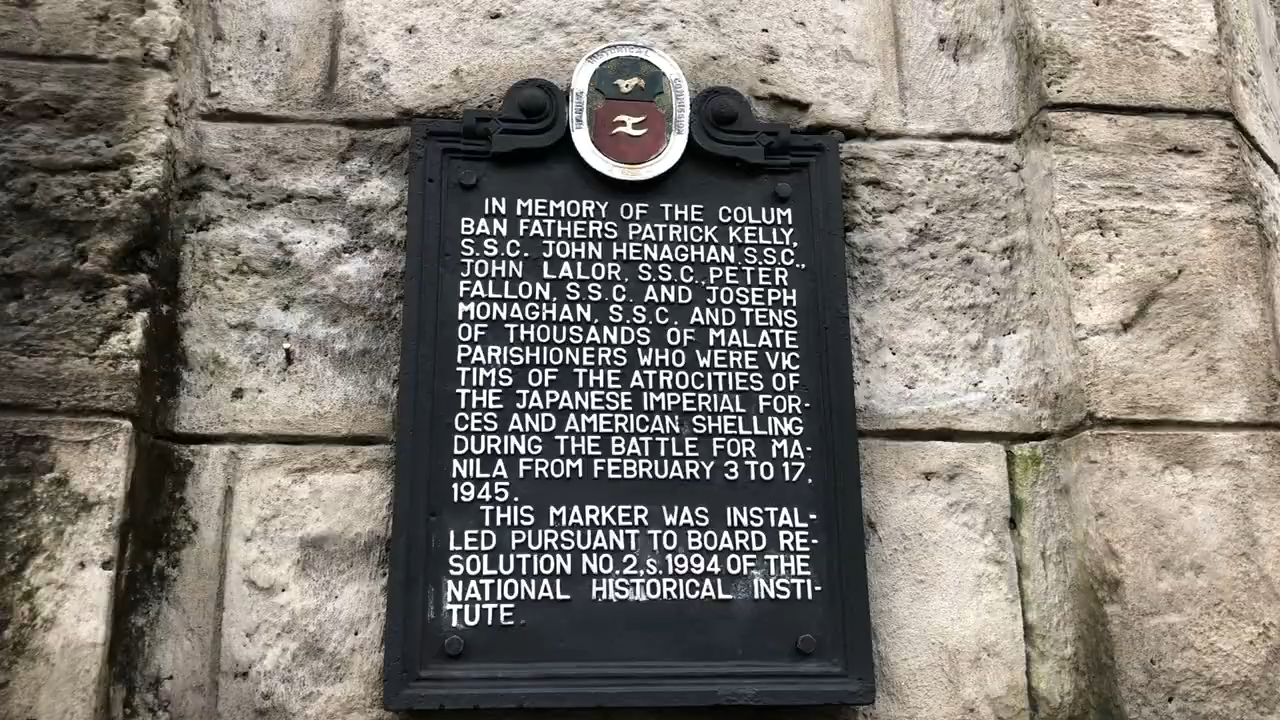 HISTORICAL
MANILA
COMMISSION
IN MEMORY OF THE COLUM
BAN FATHERS PATRICK KELLY,
S.S.C. JOHN HENAGHAN S.S.C.,
JOHN LALOR, S.S.C., PETER
FALLON, S.S.C. AND JOSEPH
MONAGHAN, S.S.C. AND TENS
OF THOUSANDS OF MALATE
PARISHIONERS WHO WERE VIC
TIMS OF THE ATROCITIES OF
THE JAPANESE IMPERIAL FOR-
CES AND AMERICAN SHELLING
DURING THE BATTLE FOR MA-
NILA FROM FEBRUARY 3 TO 17,
1945.
THIS MARKER WAS INSTAL-
LED PURSUANT TO BOARD RE-
SOLUTION NO.2,s.1994 OF THE
NATIONAL HISTORICAL INSTI-
TUTE.